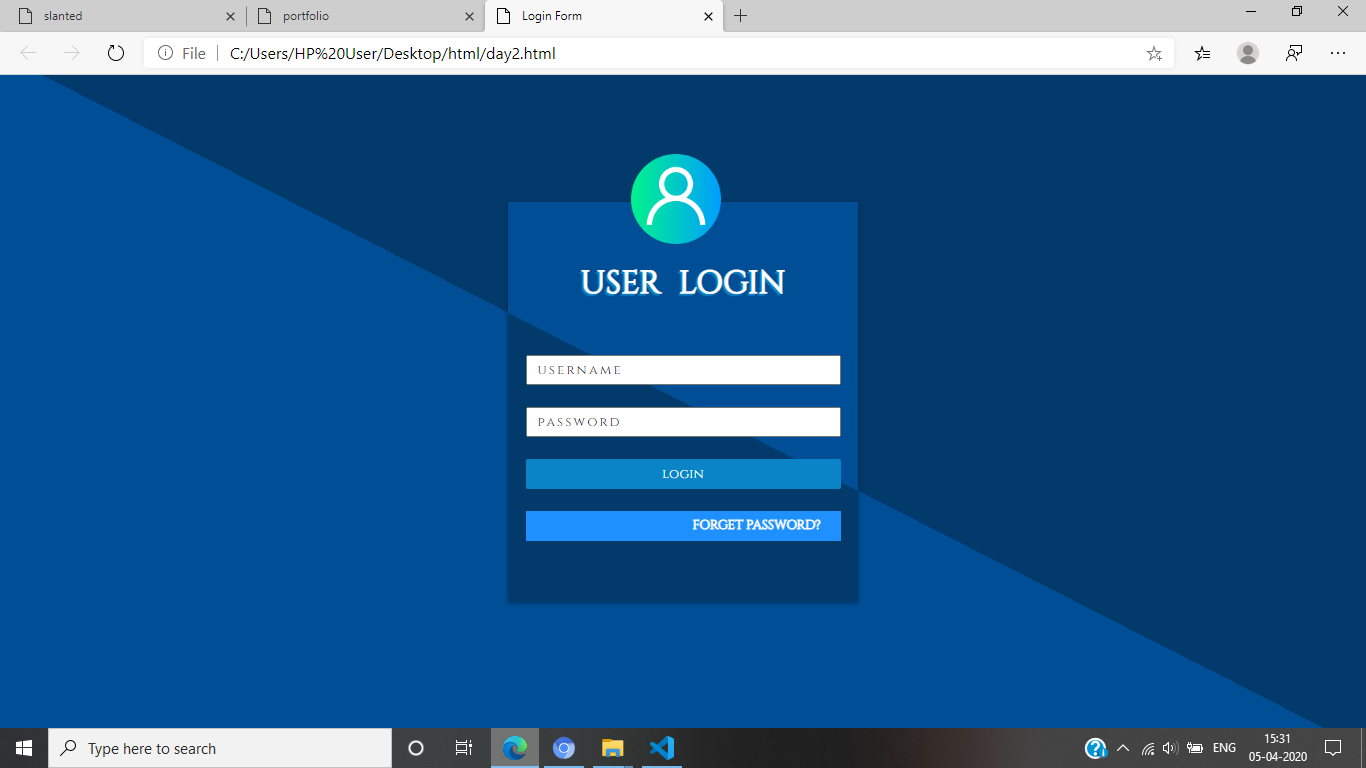 slanted
portfolio
Login Form
File
C:/Users/HP%20User/Desktop/html/day2.html
USER LOGIN
USERNAME
PASSWORD
LOGIN
FORGET PASSWORD?
Type here to search
ENG
15:31
05-04-2020